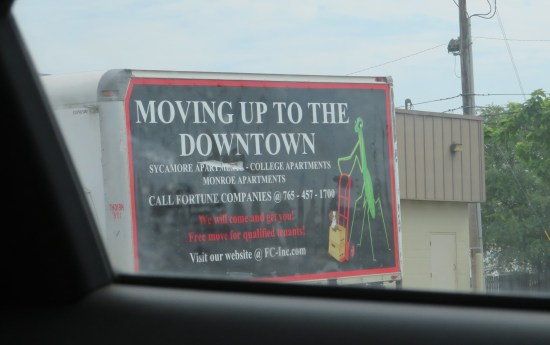 MOVING UP TO THE
DOWNTOWN
SYCAMORE APARTMENTS - COLLEGE APARTMENTS
MONROE APARTMENTS
CALL FORTUNE COMPANIES @ 765 - 457 - 1700
We will come and get you!
Free move for qualified tenants!
Visit our website @ FC-Inc.com